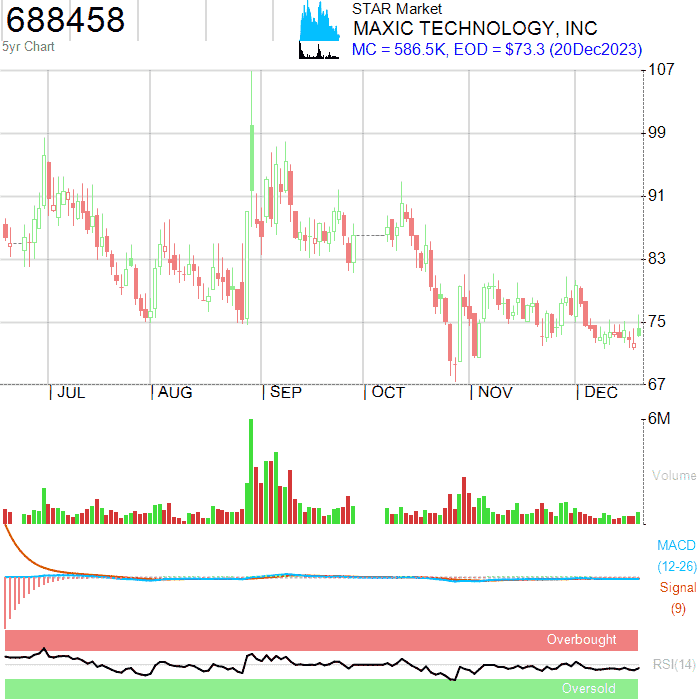 688458
5yr Chart
STAR Market
MAXIC TECHNOLOGY, INC
MC = 586.5K, EOD = $73.3 (20Dec2023)
107
99
91
83
75
67
JUL AUG SEP OCT NOV DEC
6M
Volume
MACD
(12-26)
Signal
(9)
Overbought
RSI(14)
Oversold